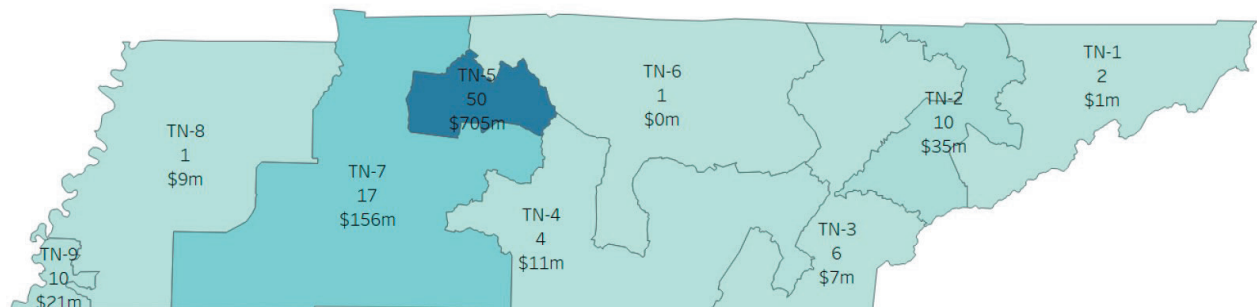 TN-8
1
$9m
TN-9
10
$21m
TN-7
17
$156m
TN-5
50
$705m
TN-4
4
$11m
TN-6
1
$0m
TN-3
6
$7m
TN-2
10
$35m
TN-1
2
$1m